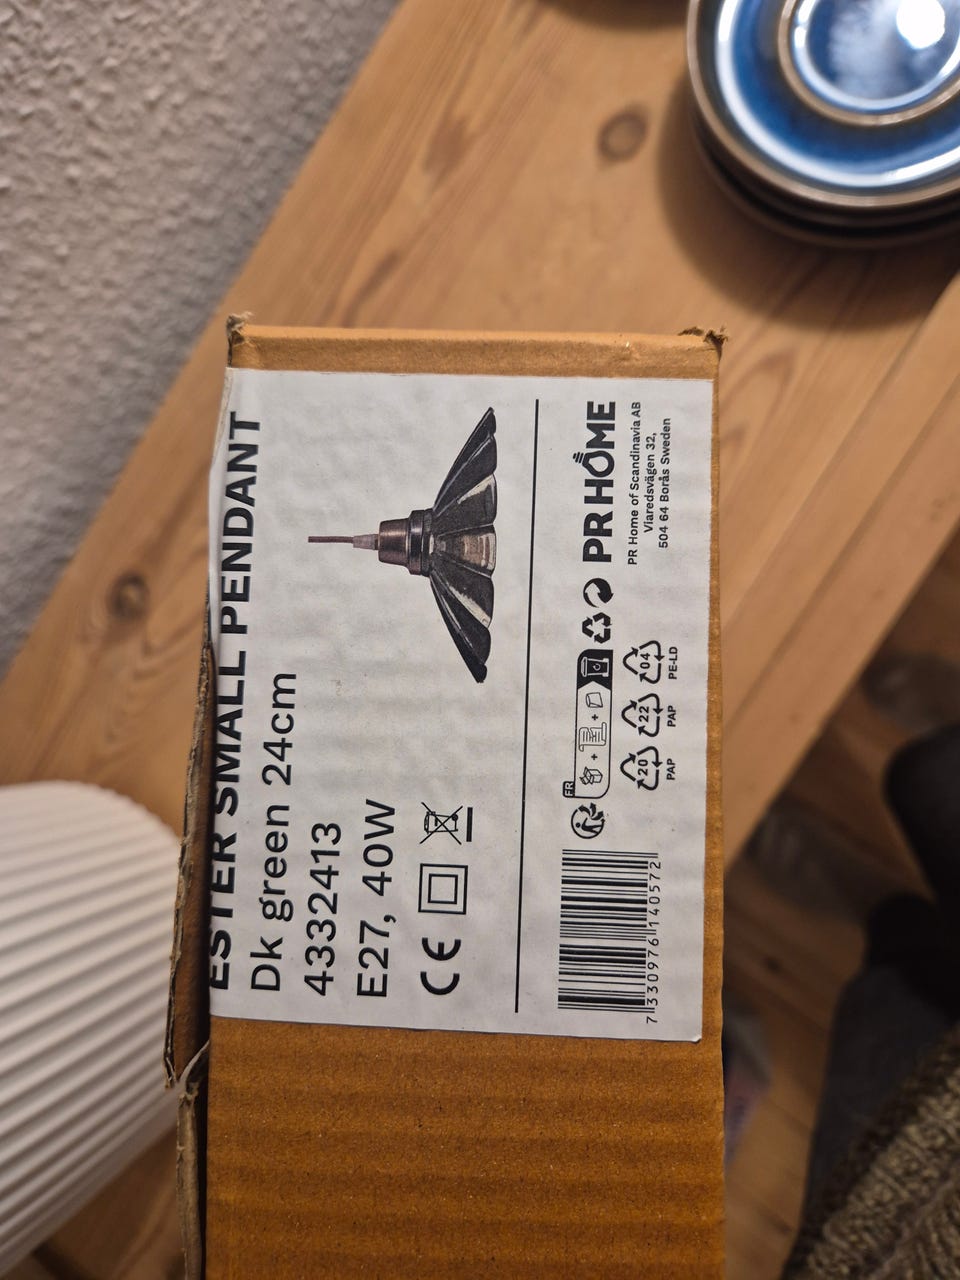 ESTER SMALL PENDANT
Dk green 24cm
4332413
E27, 40W
CE
7 330976 140572
FR
20
PAP
22
PAP
04
PE-LD
PR HOME
PR Home of Scandinavia AB
Viaredsvägen 32,
504 64 Borås Sweden